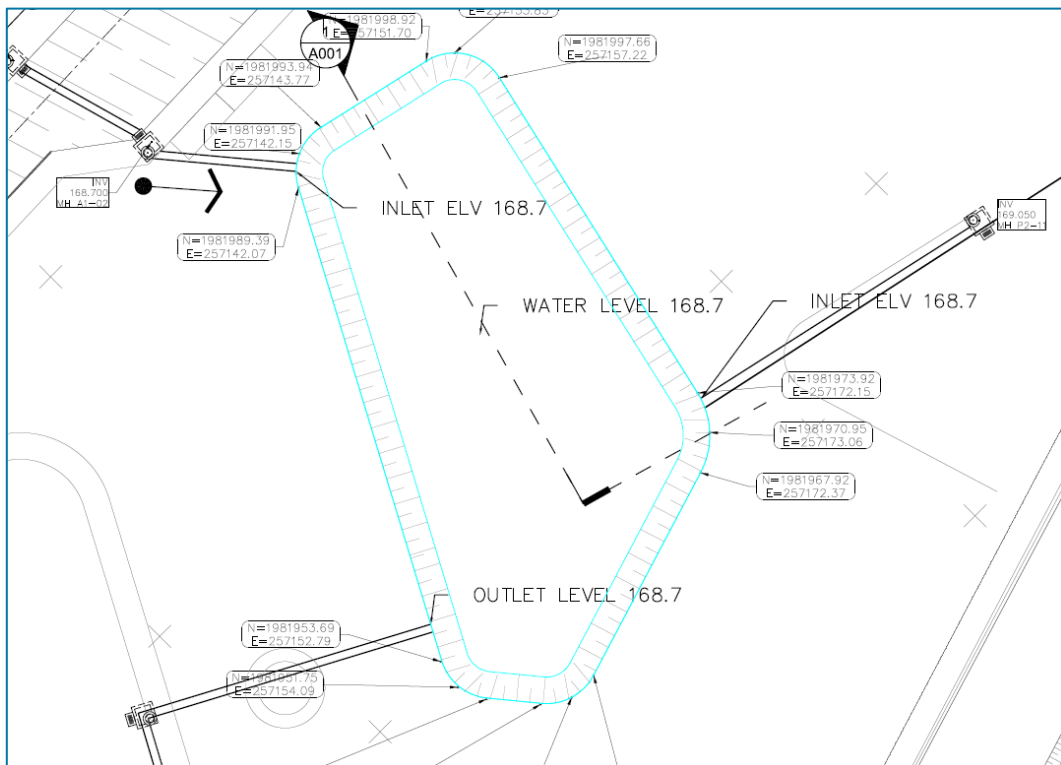 N=1981998.92
E=257151.70
1
A001
N=1981997.66
E=257157.22
N=1981993.94
E=257143.77
N=1981991.95
E=257142.15
INV
168.700
MH A1-02
INLET ELV 168.7
INV
169.050
MH P2-11
N=1981989.39
E=257142.07
WATER LEVEL 168.7
INLET ELV 168.7
N=1981973.92
E=257172.15
N=1981970.95
E=257173.06
N=1981967.92
E=257172.37
OUTLET LEVEL 168.7
N=1981953.69
E=257152.79
N=1981951.75
E=257154.09